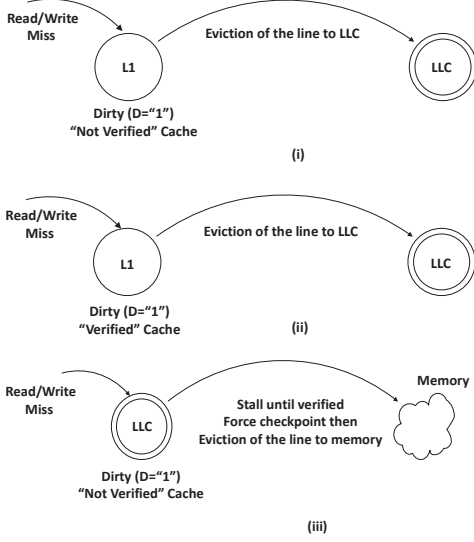 Read/Write
Miss
Eviction of the line to LLC
L1
LLC
Dirty (D=“1”)
“Not Verified” Cache
(i)
Read/Write
Miss
Eviction of the line to LLC
L1
LLC
Dirty (D=“1”)
“Verified” Cache
(ii)
Read/Write
Miss
Memory
Stall until verified
Force checkpoint then
Eviction of the line to memory
LLC
Dirty (D=“1”)
“Not Verified” Cache
(iii)